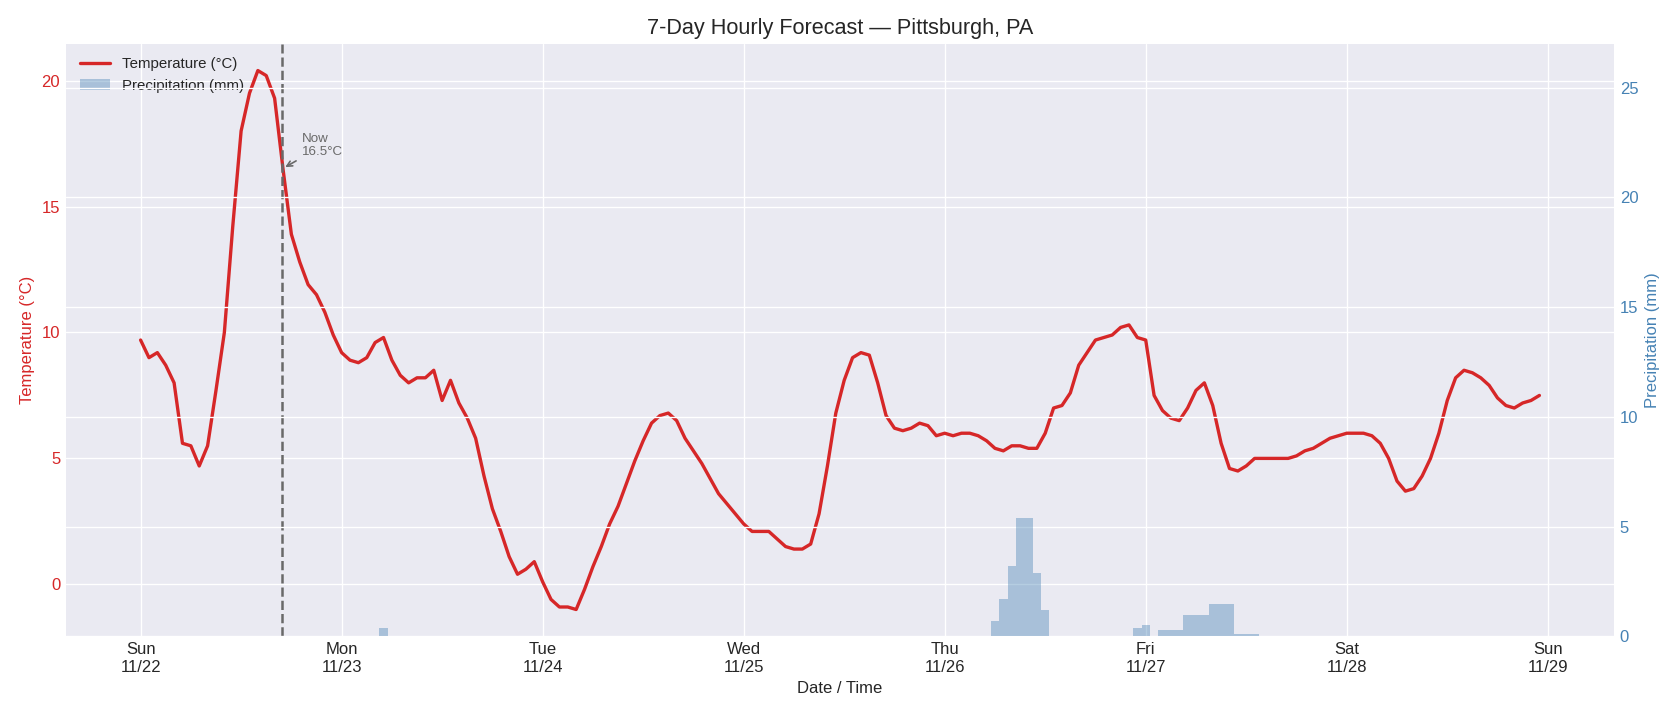 7-Day Hourly Forecast — Pittsburgh, PA
Temperature (°C)
Precipitation (mm)
Now
16.5°C
20
15
10
5
0
Temperature (°C)
25
20
15
10
5
0
Precipitation (mm)
Sun Mon Tue Wed Thu Fri Sat Sun
11/22 11/23 11/24 11/25 11/26 11/27 11/28 11/29
Date / Time